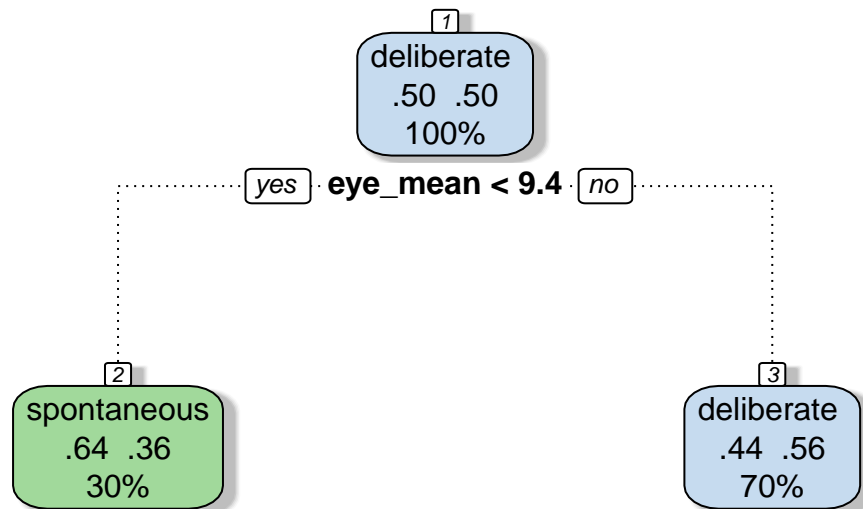 1
deliberate
.50 .50
100%
yes eye_mean < 9.4 no
2
spontaneous
.64 .36
30%
3
deliberate
.44 .56
70%